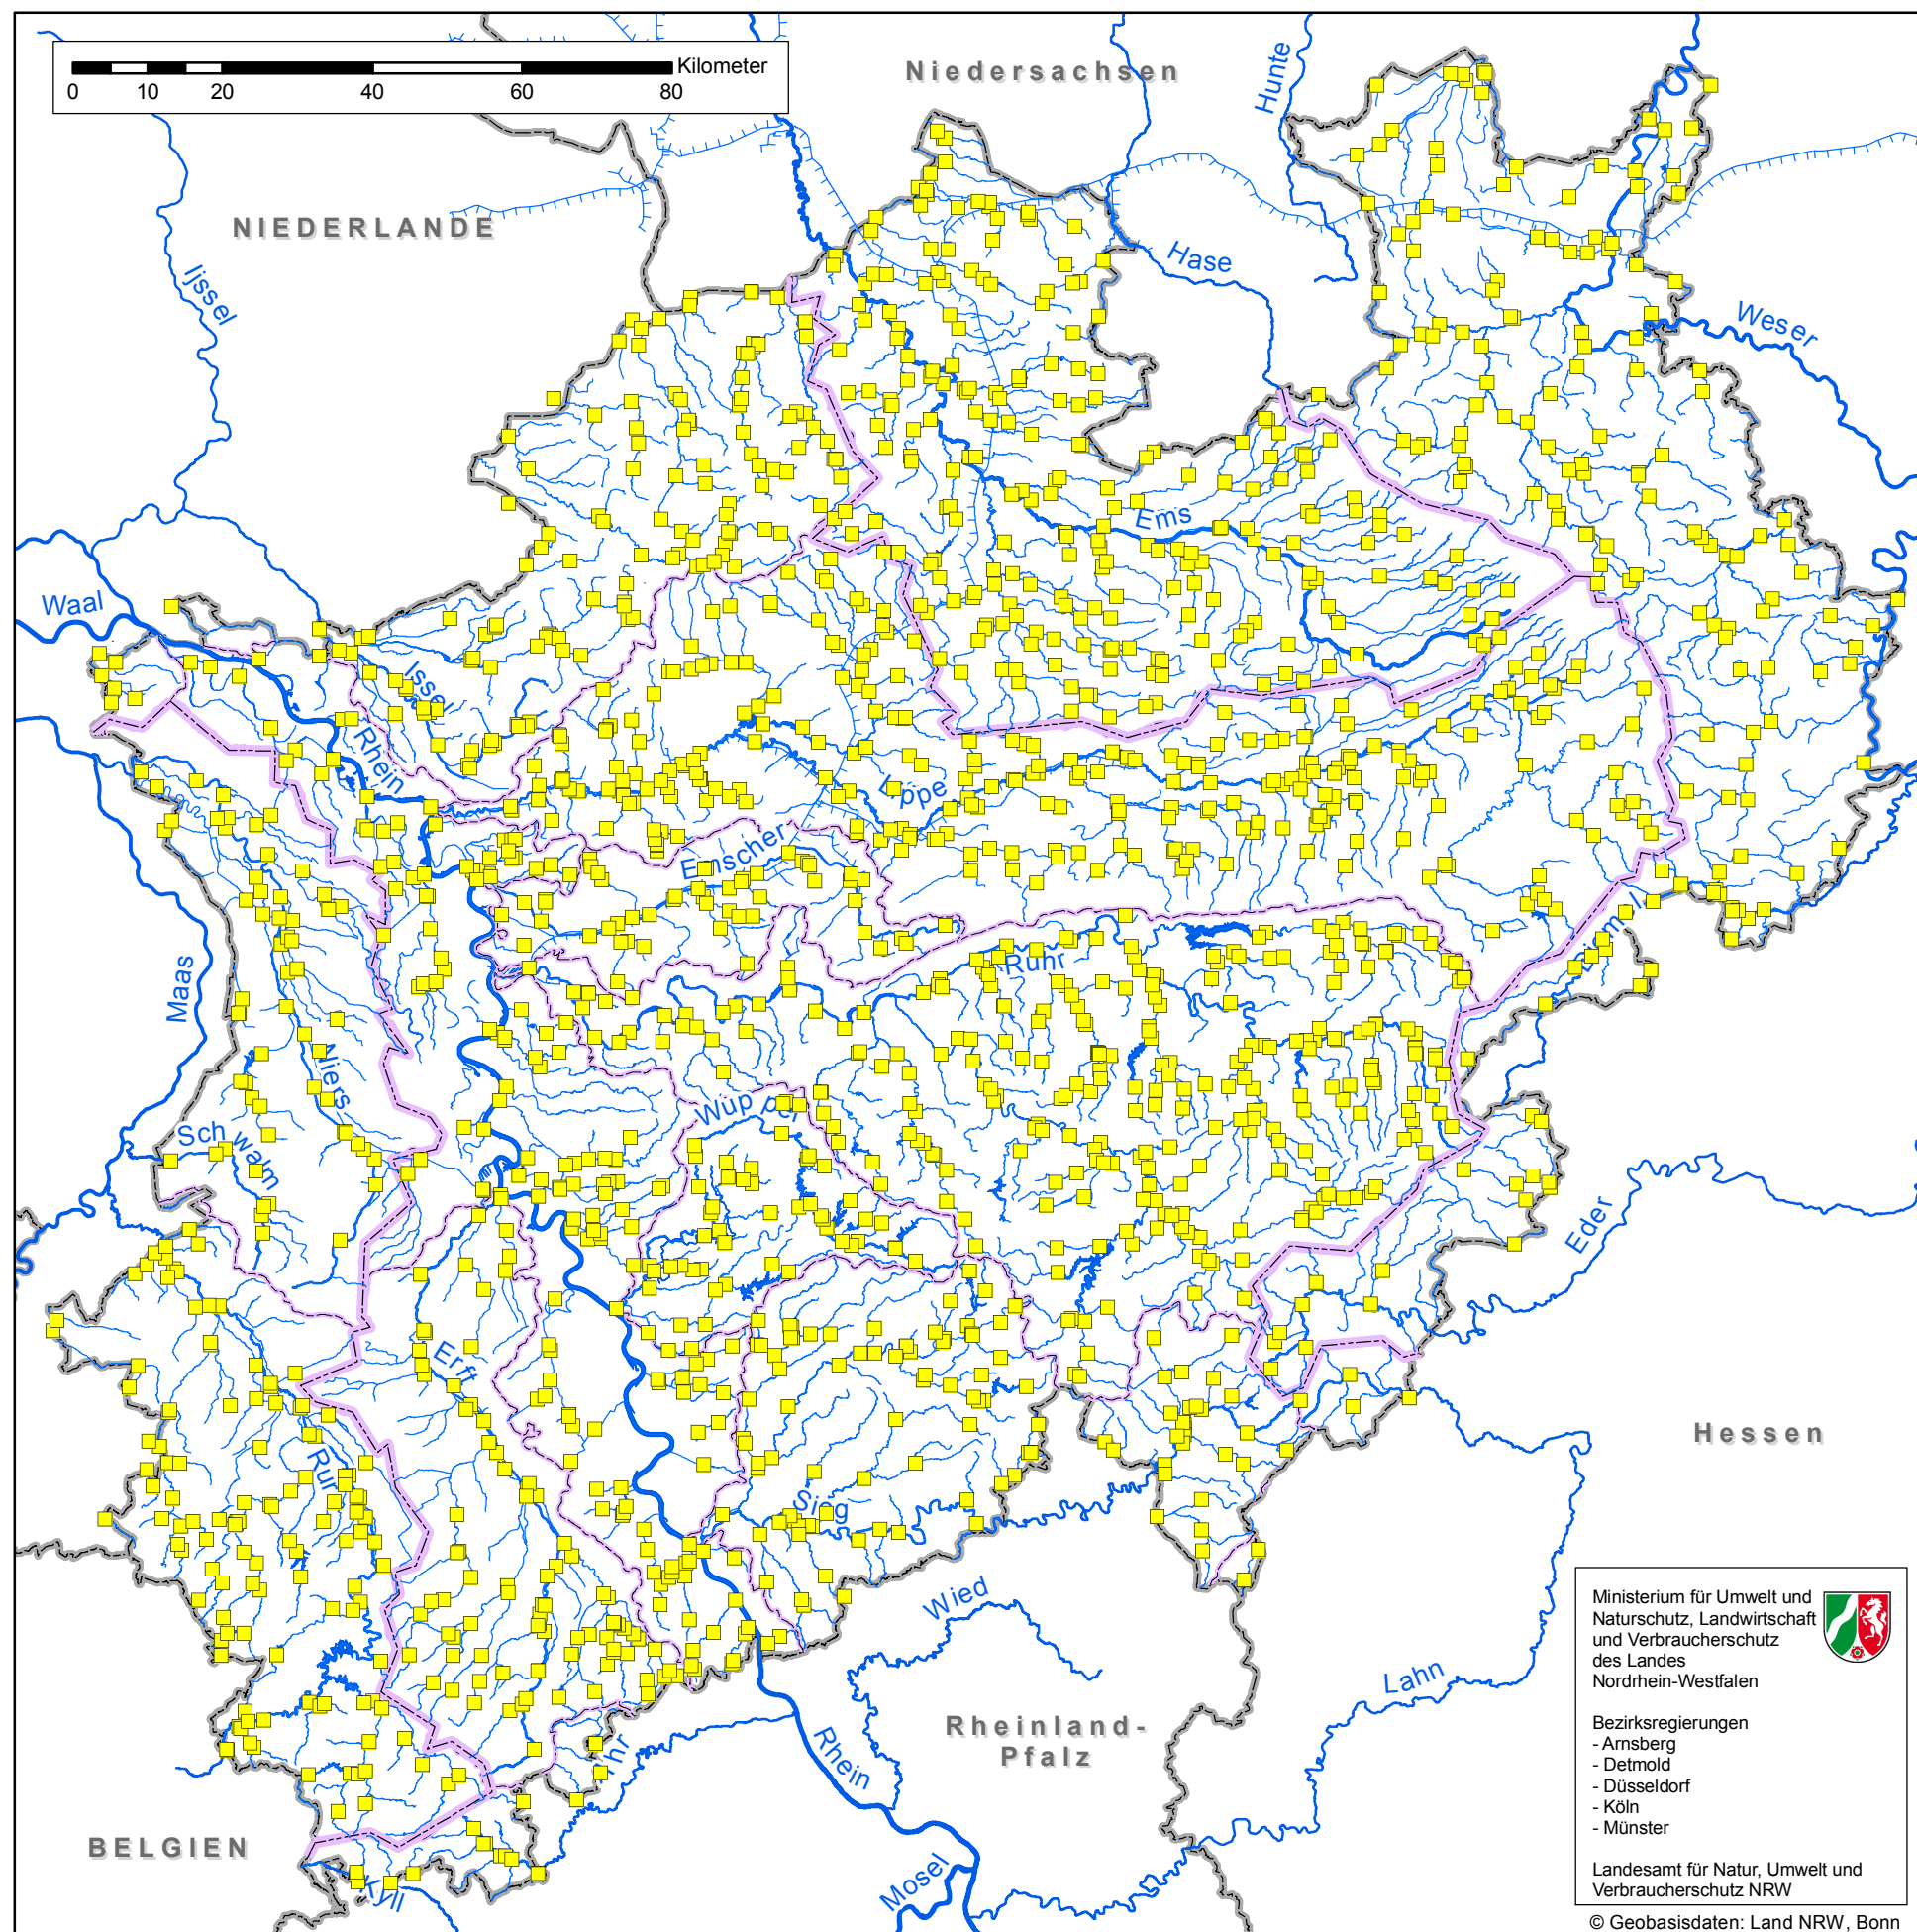 Kilometer
0 10 20 40 60 80
Niedersachsen
Hunte
NIEDERLANDE
Ijssel
Hase
Weser
Ems
Waal
Issel
Rhein
Lippe
Emscher
Maas
Ruhr
Niers
Wupper
Schwalm
Eder
Erft
Hessen
Rur
Sieg
Wied
Lahn
Rheinland-
Pfalz
Rhein
Ahr
BELGIEN
Mosel
Kyll
Ministerium für Umwelt und
Naturschutz, Landwirtschaft
und Verbraucherschutz
des Landes
Nordrhein-Westfalen
Bezirksregierungen
- Arnsberg
- Detmold
- Düsseldorf
- Köln
- Münster
Landesamt für Natur, Umwelt und
Verbraucherschutz NRW
© Geobasisdaten: Land NRW, Bonn